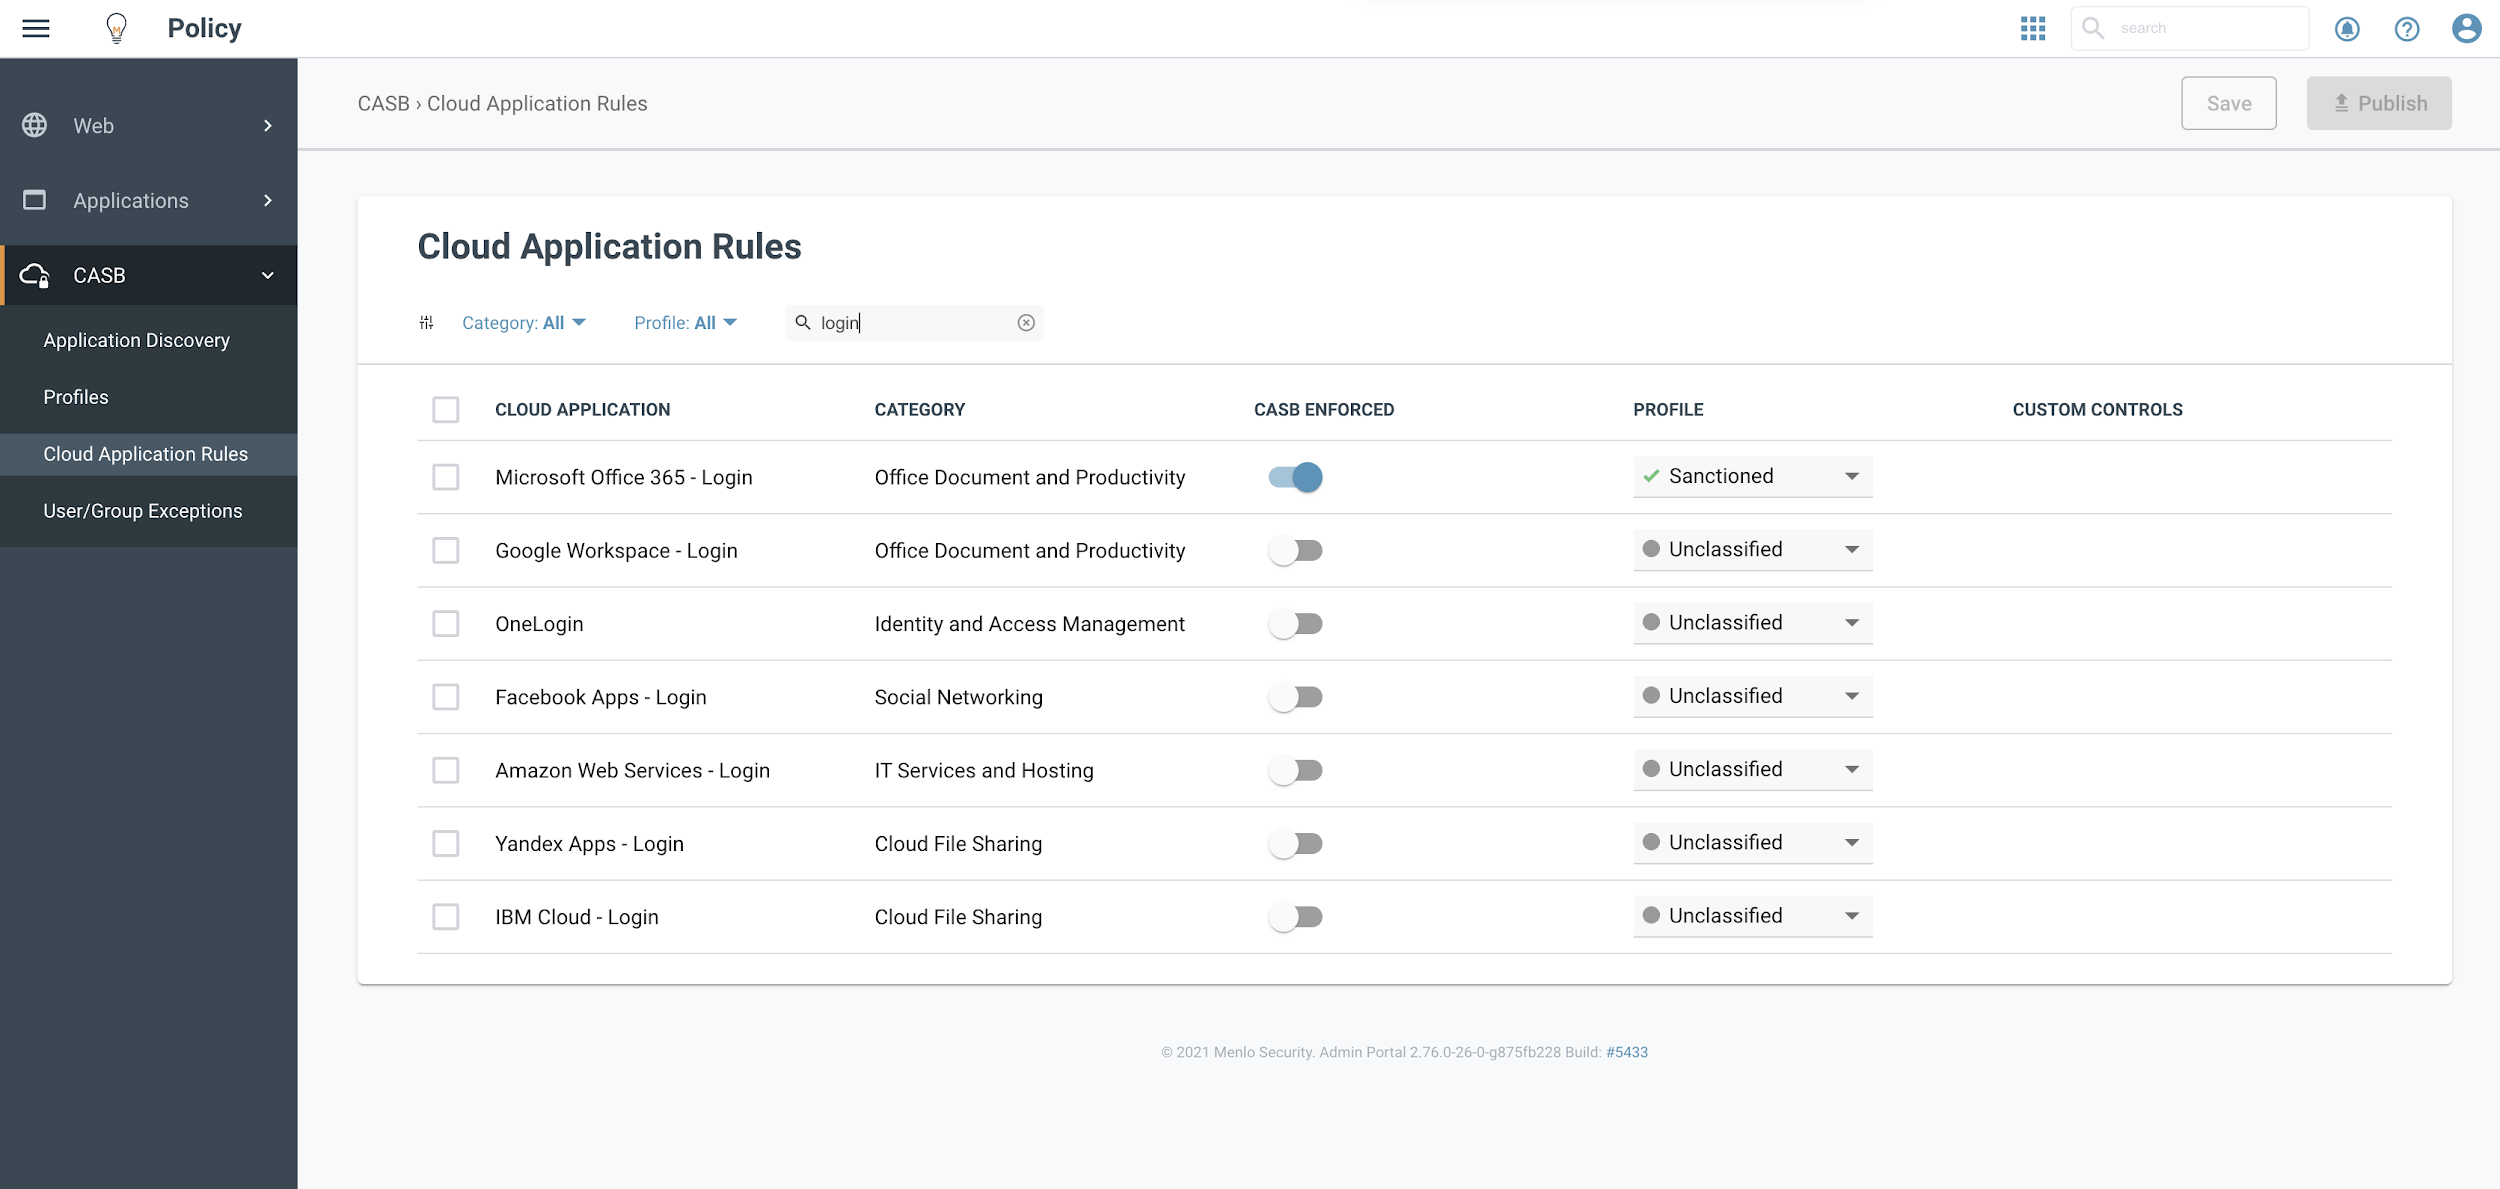 Policy
search
Web
Applications
CASB
Application Discovery
Profiles
Cloud Application Rules
User/Group Exceptions
CASB › Cloud Application Rules
Save
Publish
Cloud Application Rules
Category: All
Profile: All
login
CLOUD APPLICATION CATEGORY CASB ENFORCED PROFILE CUSTOM CONTROLS
Microsoft Office 365 - Login Office Document and Productivity Sanctioned
Google Workspace - Login Office Document and Productivity Unclassified
OneLogin Identity and Access Management Unclassified
Facebook Apps - Login Social Networking Unclassified
Amazon Web Services - Login IT Services and Hosting Unclassified
Yandex Apps - Login Cloud File Sharing Unclassified
IBM Cloud - Login Cloud File Sharing Unclassified
© 2021 Menlo Security. Admin Portal 2.76.0-26-0-g875fb228 Build: #5433